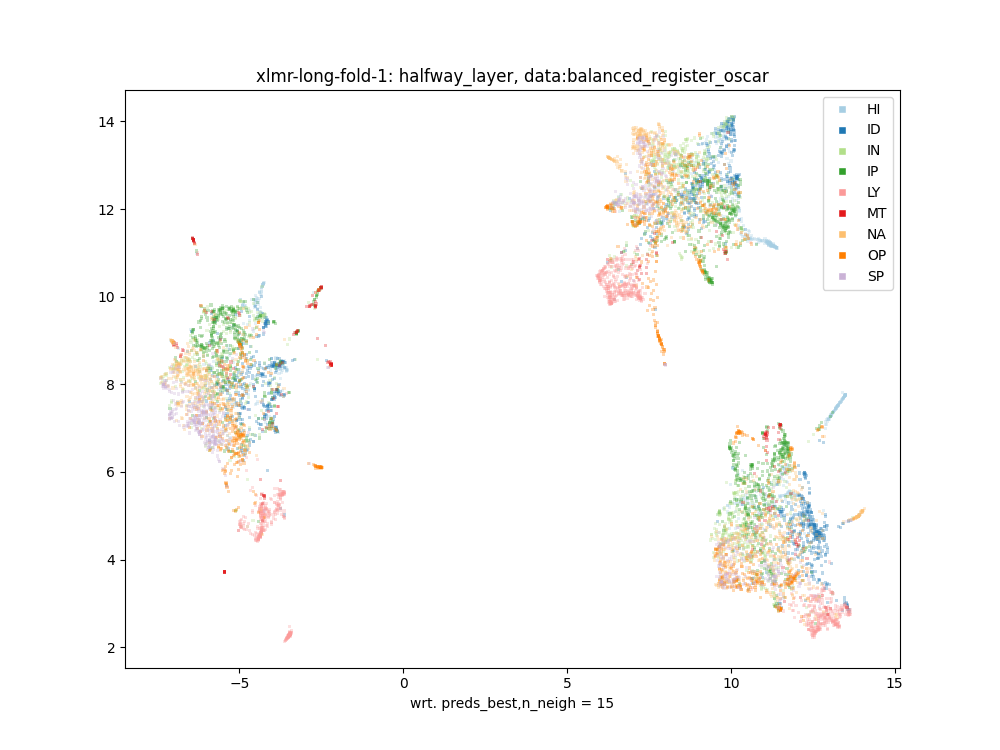 xlmr-long-fold-1: halfway_layer, data:balanced_register_oscar
14
12
10
8
6
4
2
HI
ID
IN
IP
LY
MT
NA
OP
SP
−5
0
5
10
15
wrt. preds_best,n_neigh = 15